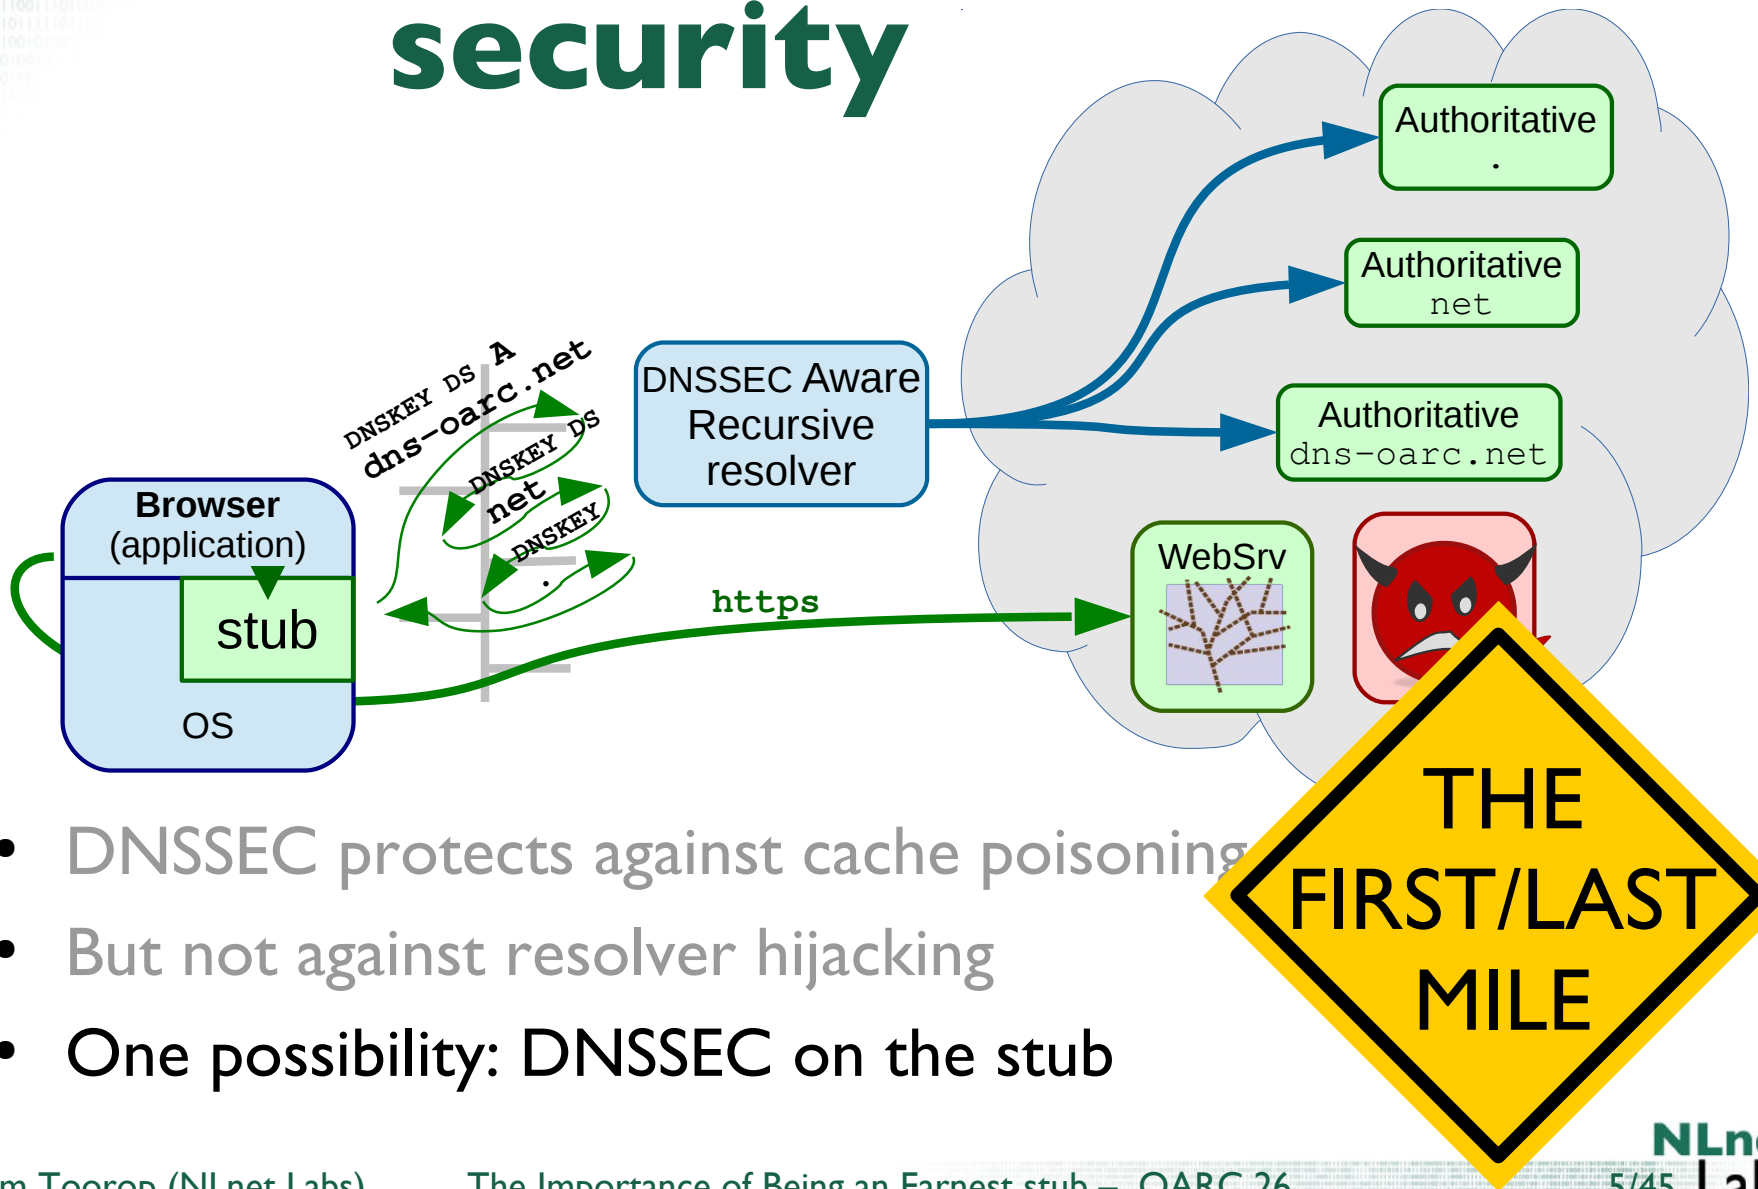 security
Authoritative
.
Authoritative
net
Authoritative
dns-oarc.net
DNSSEC Aware
Recursive
resolver
DNSKEY DS A
dns-oarc.net
DNSKEY DS
net
DNSKEY
.
Browser
(application)
stub
OS
https
WebSrv
THE
FIRST/LAST
MILE
• DNSSEC protects against cache poisoning
• But not against resolver hijacking
• One possibility: DNSSEC on the stub
Toorop (NLnet Labs)
The Importance of Being an Earnest stub – OARC 26
5/45